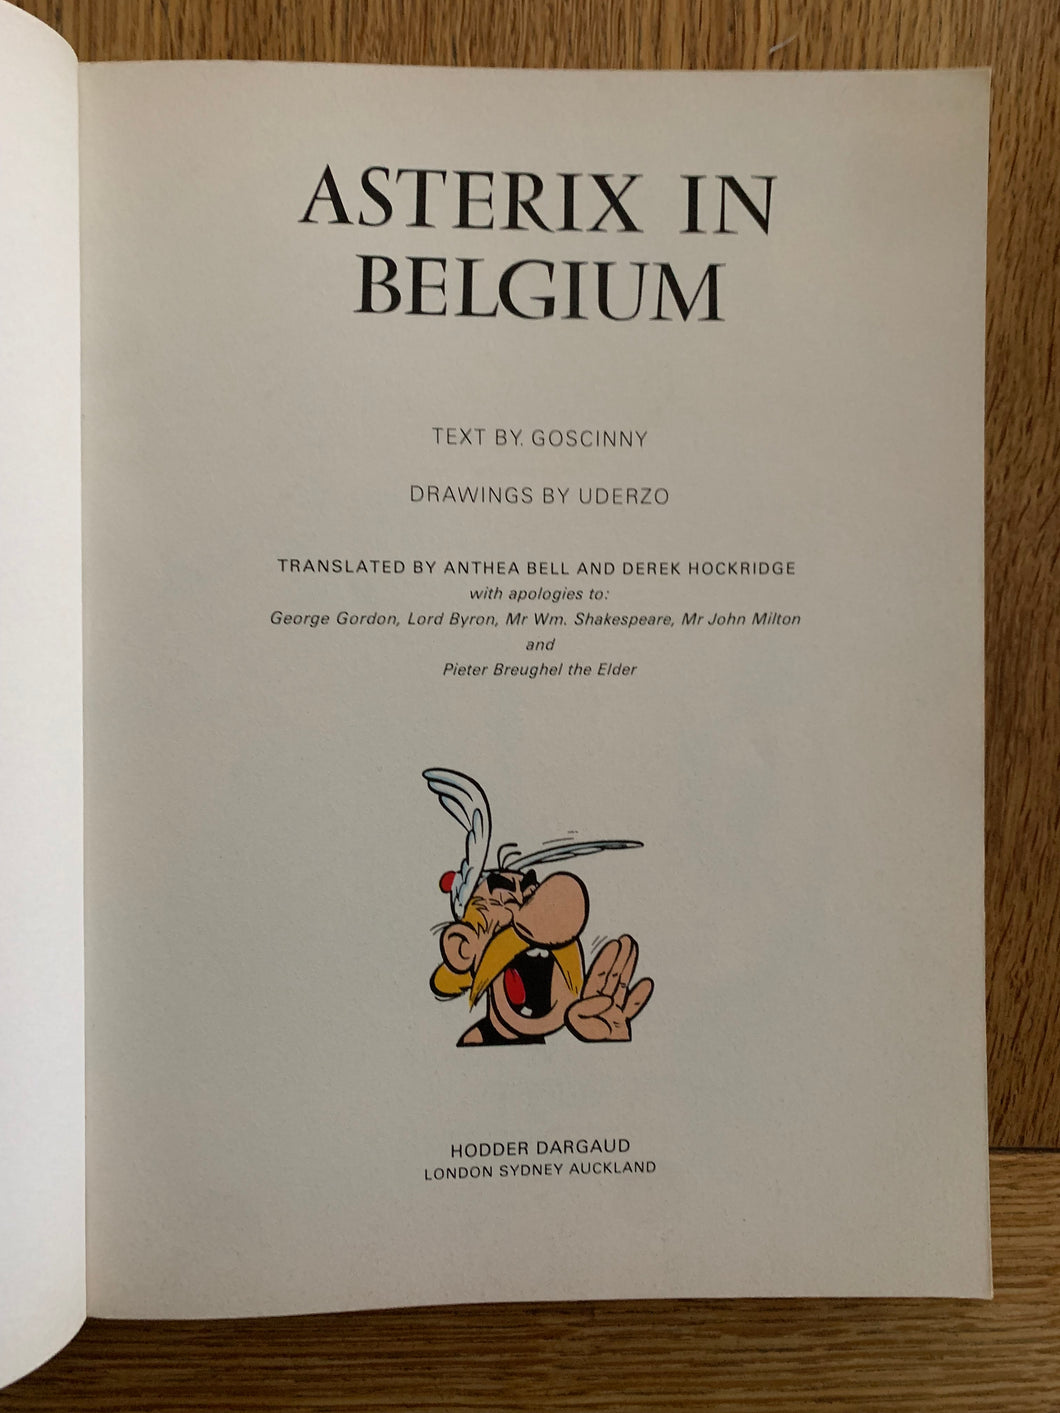 ASTERIX IN
BELGIUM
TEXT BY. GOSCINNY
DRAWINGS BY UDERZO
TRANSLATED BY ANTHEA BELL AND DEREK HOCKRIDGE
with apologies to:
George Gordon, Lord Byron, Mr Wm. Shakespeare, Mr John Milton
and
Pieter Breughel the Elder
HODDER DARGAUD
LONDON SYDNEY AUCKLAND